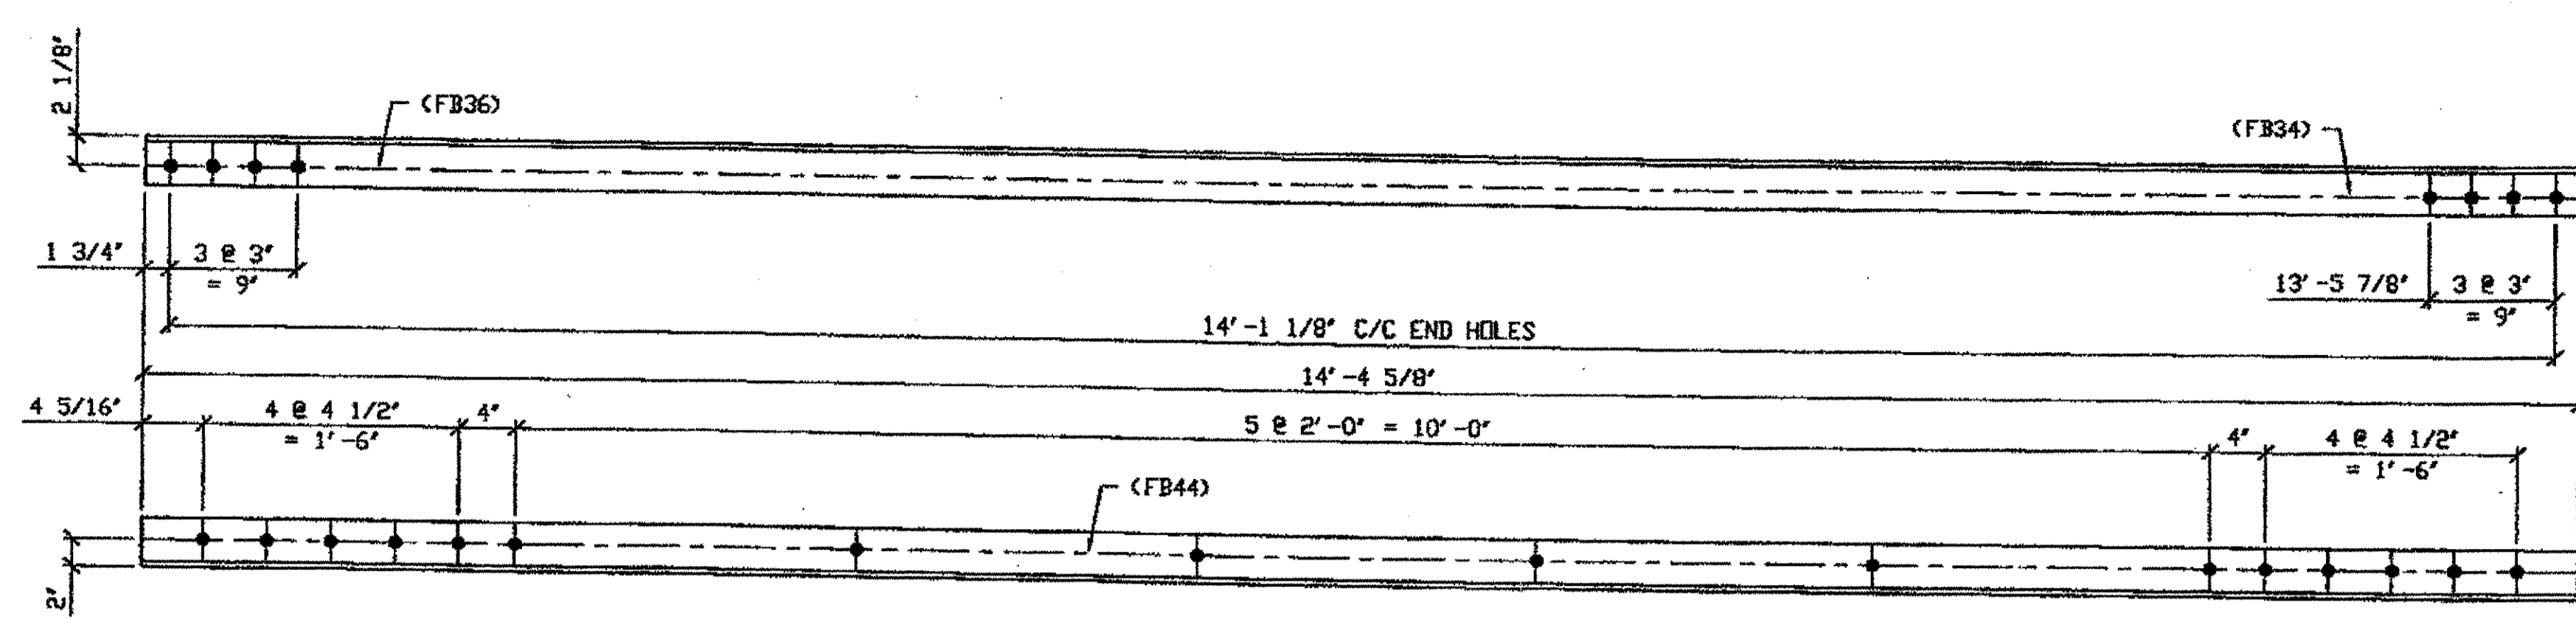 2 1/8"
(FB36)
(FB34)
1 3/4"
3 @ 3"
= 9"
13'-5 7/8"
3 @ 3"
= 9"
14'-1 1/8" C/C END HOLES
14'-4 5/8"
4 5/16"
4 @ 4 1/2"
= 1'-6"
4"
5 @ 2'-0" = 10'-0"
4"
4 @ 4 1/2"
= 1'-6"
(FB44)
2"